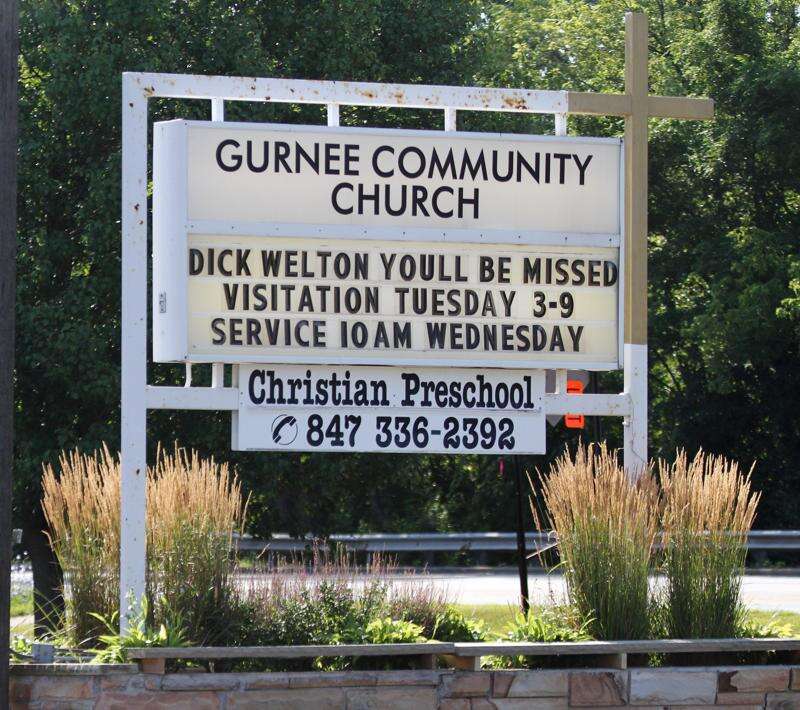 GURNEE COMMUNITY
CHURCH
DICK WELTON YOULL BE MISSED
VISITATION TUESDAY 3-9
SERVICE 10AM WEDNESDAY
Christian Preschool
847 336-2392